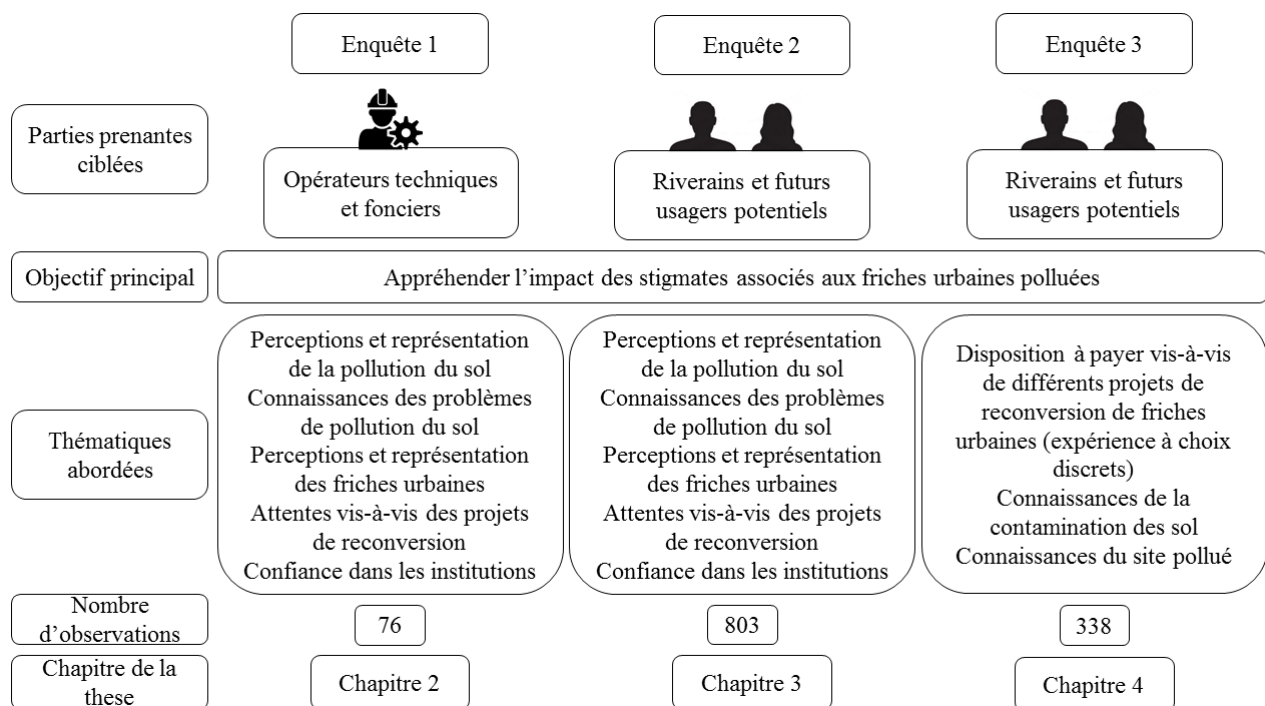 Enquête 1
Enquête 2
Enquête 3
Parties prenantes
ciblées
Opérateurs techniques
et fonciers
Riverains et futurs
usagers potentiels
Riverains et futurs
usagers potentiels
Objectif principal
Appréhender l’impact des stigmates associés aux friches urbaines polluées
Thématiques
abordées
Perceptions et représentation
de la pollution du sol
Connaissances des problèmes
de pollution du sol
Perceptions et représentation
des friches urbaines
Attentes vis-à-vis des projets
de reconversion
Confiance dans les institutions
Perceptions et représentation
de la pollution du sol
Connaissances des problèmes
de pollution du sol
Perceptions et représentation
des friches urbaines
Attentes vis-à-vis des projets
de reconversion
Confiance dans les institutions
Disposition à payer vis-à-vis
de différents projets de
reconversion de friches
urbaines (expérience à choix
discrets)
Connaissances de la
contamination des sol
Connaissances du site pollué
Nombre
d’observations
76
803
338
Chapitre de la
these
Chapitre 2
Chapitre 3
Chapitre 4